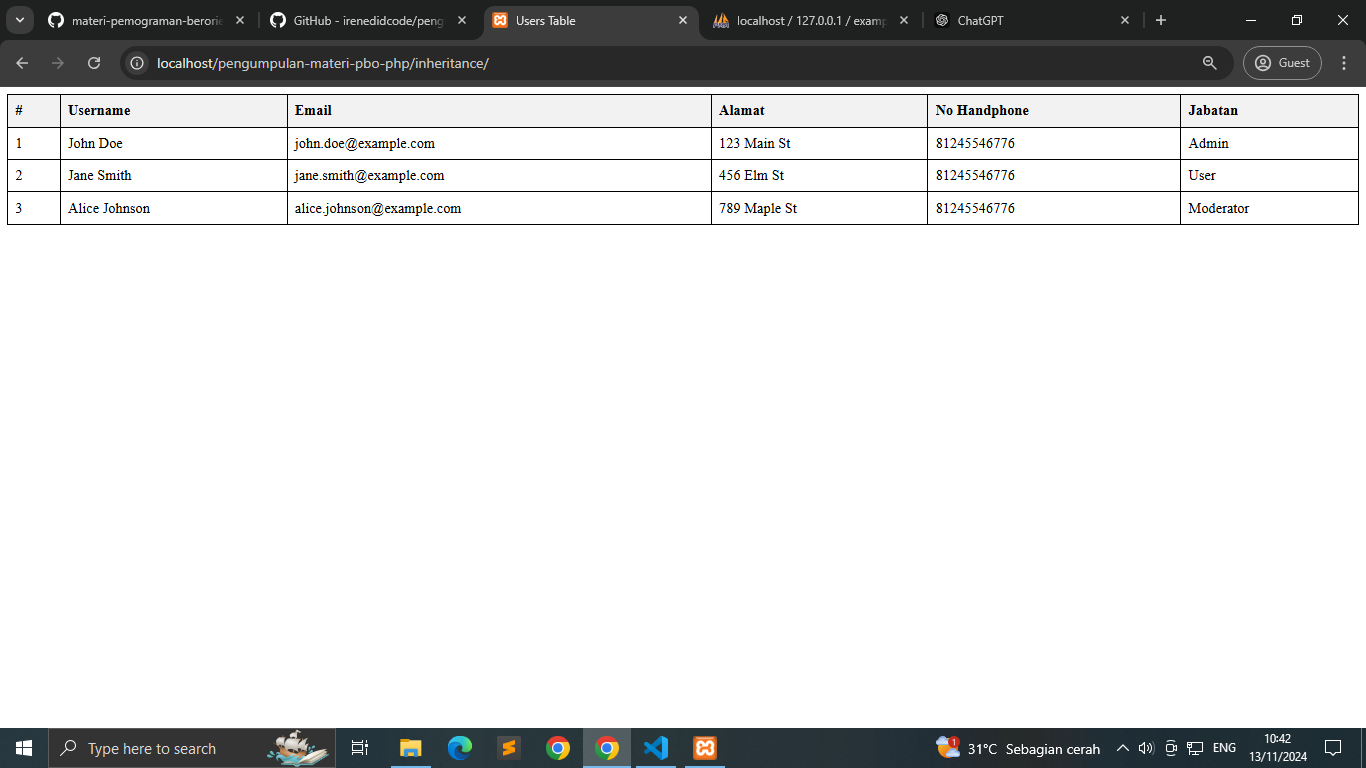 materi-pemograman-berorie
GitHub - irenedidcode/peng
Users Table
localhost / 127.0.0.1 / examp
ChatGPT
localhost/pengumpulan-materi-pbo-php/inheritance/
Guest
# Username Email Alamat No Handphone Jabatan
1 John Doe john.doe@example.com 123 Main St 81245546776 Admin
2 Jane Smith jane.smith@example.com 456 Elm St 81245546776 User
3 Alice Johnson alice.johnson@example.com 789 Maple St 81245546776 Moderator
Type here to search
1
31°C Sebagian cerah
ENG
10:42
13/11/2024